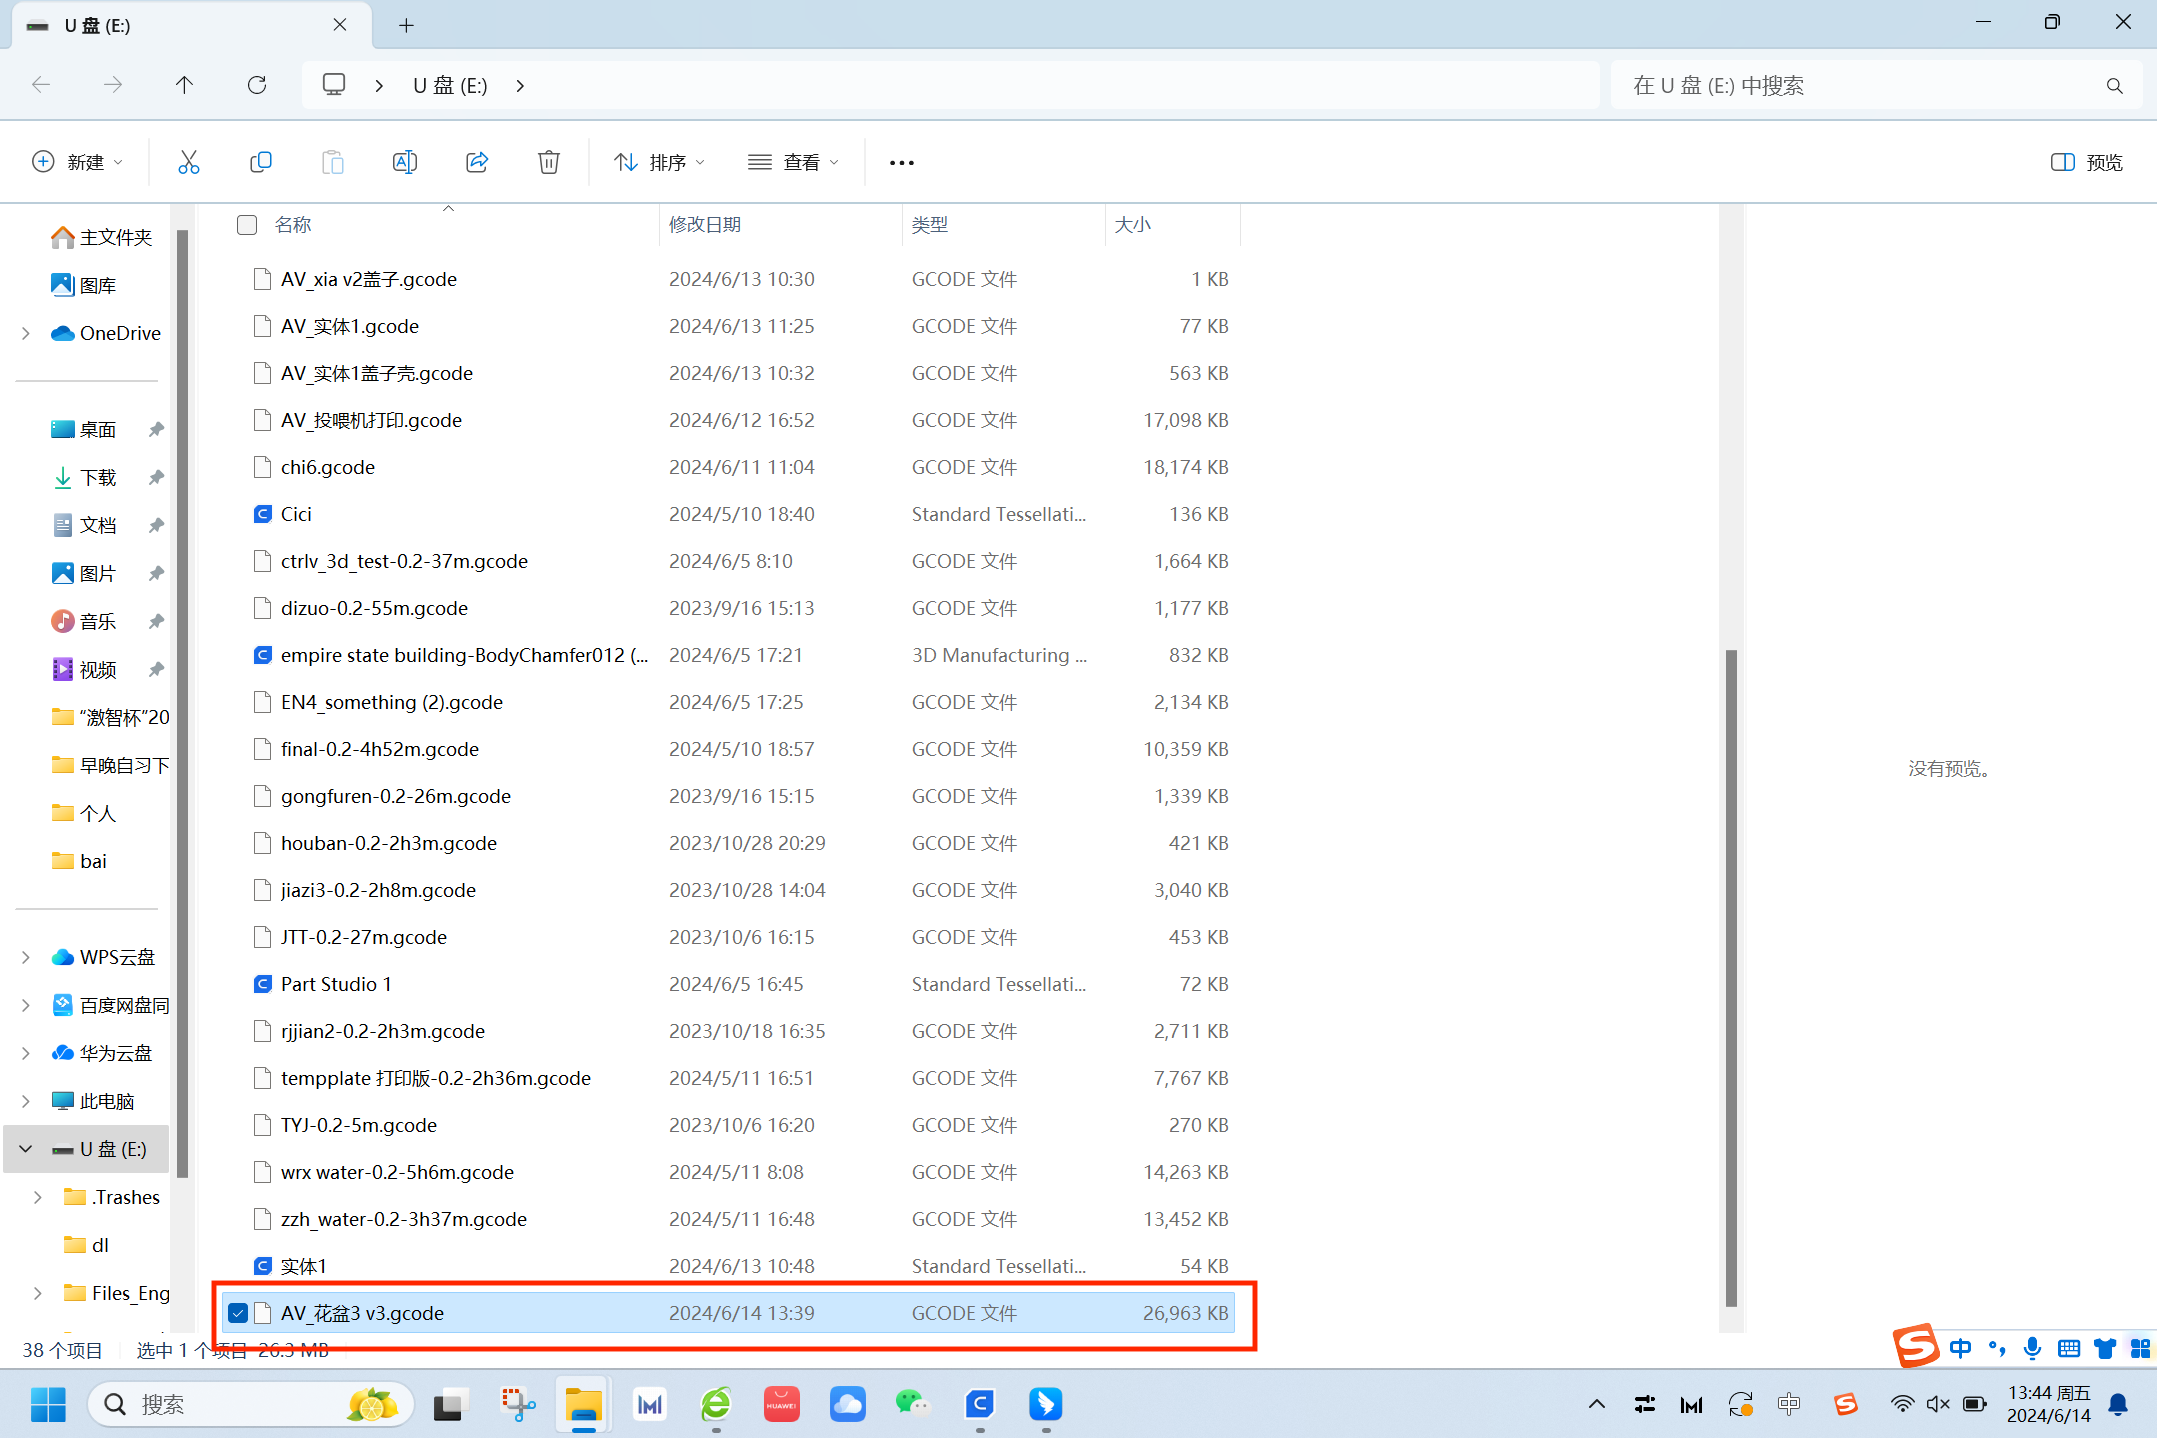 U 盘 (E:)
U 盘 (E:)
在 U 盘 (E:) 中搜索
新建
排序
查看
预览
主文件夹
图库
OneDrive
桌面
下载
文档
图片
音乐
视频
“激智杯”20
早晚自习下
个人
bai
WPS云盘
百度网盘同
华为云盘
此电脑
U 盘 (E:)
.Trashes
dl
Files_Eng
名称 修改日期 类型 大小
AV_xia v2盖子.gcode 2024/6/13 10:30 GCODE 文件 1 KB
AV_实体1.gcode 2024/6/13 11:25 GCODE 文件 77 KB
AV_实体1盖子壳.gcode 2024/6/13 10:32 GCODE 文件 563 KB
AV_投喂机打印.gcode 2024/6/12 16:52 GCODE 文件 17,098 KB
chi6.gcode 2024/6/11 11:04 GCODE 文件 18,174 KB
Cici 2024/5/10 18:40 Standard Tessellati... 136 KB
ctrlv_3d_test-0.2-37m.gcode 2024/6/5 8:10 GCODE 文件 1,664 KB
dizuo-0.2-55m.gcode 2023/9/16 15:13 GCODE 文件 1,177 KB
empire state building-BodyChamfer012 (... 2024/6/5 17:21 3D Manufacturing ... 832 KB
EN4_something (2).gcode 2024/6/5 17:25 GCODE 文件 2,134 KB
final-0.2-4h52m.gcode 2024/5/10 18:57 GCODE 文件 10,359 KB
gongfuren-0.2-26m.gcode 2023/9/16 15:15 GCODE 文件 1,339 KB
houban-0.2-2h3m.gcode 2023/10/28 20:29 GCODE 文件 421 KB
jiazi3-0.2-2h8m.gcode 2023/10/28 14:04 GCODE 文件 3,040 KB
JTT-0.2-27m.gcode 2023/10/6 16:15 GCODE 文件 453 KB
Part Studio 1 2024/6/5 16:45 Standard Tessellati... 72 KB
rjjian2-0.2-2h3m.gcode 2023/10/18 16:35 GCODE 文件 2,711 KB
tempplate 打印版-0.2-2h36m.gcode 2024/5/11 16:51 GCODE 文件 7,767 KB
TYJ-0.2-5m.gcode 2023/10/6 16:20 GCODE 文件 270 KB
wrx water-0.2-5h6m.gcode 2024/5/11 8:08 GCODE 文件 14,263 KB
zzh_water-0.2-3h37m.gcode 2024/5/11 16:48 GCODE 文件 13,452 KB
实体1 2024/6/13 10:48 Standard Tessellati... 54 KB
AV_花盆3 v3.gcode 2024/6/14 13:39 GCODE 文件 26,963 KB
没有预览。
38 个项目 选中 1 个项目 26.3 MB
中
搜索
HUAWEI
中
13:44 周五
2024/6/14